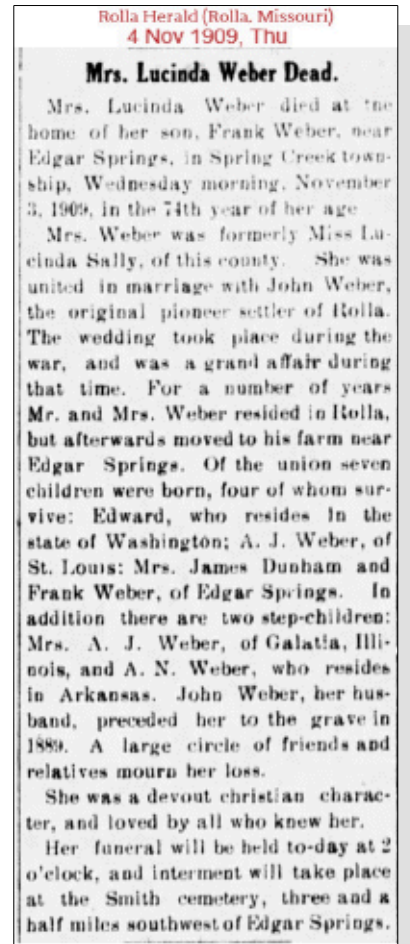 Rolla Herald (Rolla, Missouri)
4 Nov 1909, Thu
Mrs. Lucinda Weber Dead.
Mrs. Lucinda Weber died at the
home of her son, Frank Weber, near
Edgar Springs, in Spring Creek town-
ship, Wednesday morning, November
3, 1909, in the 74th year of her age
Mrs. Weber was formerly Miss Lu-
cinda Sally, of this county. She was
united in marriage with John Weber,
the original pioneer settler of Rolla.
The wedding took place during the
war, and was a grand affair during
that time. For a number of years
Mr. and Mrs. Weber resided in Rolla,
but afterwards moved to his farm near
Edgar Springs. Of the union seven
children were born, four of whom sur-
vive: Edward, who resides in the
state of Washington; A. J. Weber, of
St. Louis: Mrs. James Dunham and
Frank Weber, of Edgar Springs. In
addition there are two step-children:
Mrs. A. J. Weber, of Galatia, Illi-
nois, and A. N. Weber, who resides
in Arkansas. John Weber, her hus-
band, preceded her to the grave in
1889. A large circle of friends and
relatives mourn her loss.
She was a devout christian charac-
ter, and loved by all who knew her.
Her funeral will be held to-day at 2
o'clock, and interment will take place
at the Smith cemetery, three and a
half miles southwest of Edgar Springs.